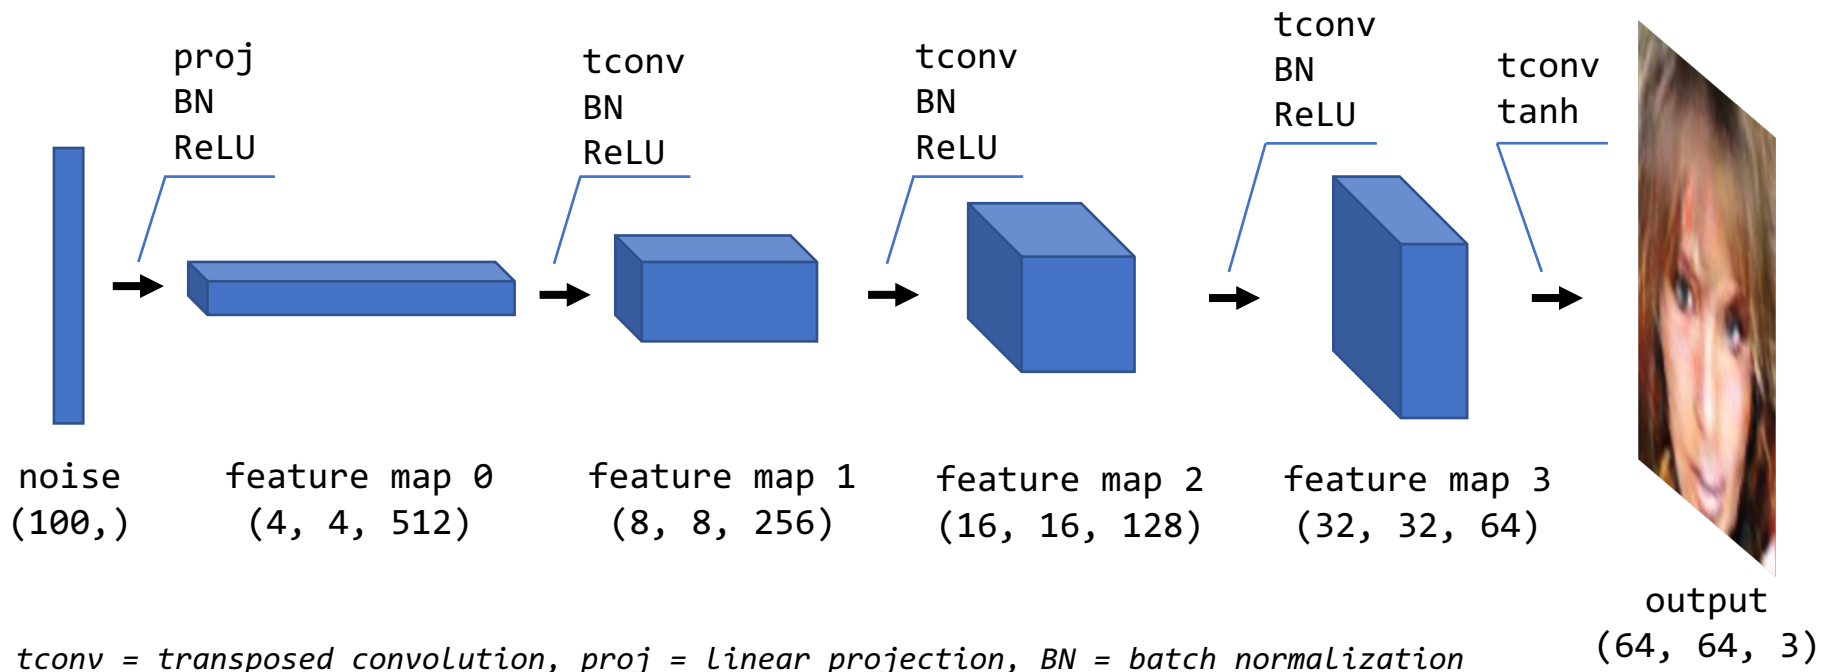 proj
BN
ReLU
tconv
BN
ReLU
tconv
BN
ReLU
tconv
BN
ReLU
tconv
tanh
noise
(100,)
feature map 0
(4, 4, 512)
feature map 1
(8, 8, 256)
feature map 2
(16, 16, 128)
feature map 3
(32, 32, 64)
output
(64, 64, 3)
tconv = transposed convolution, proj = linear projection, BN = batch normalization